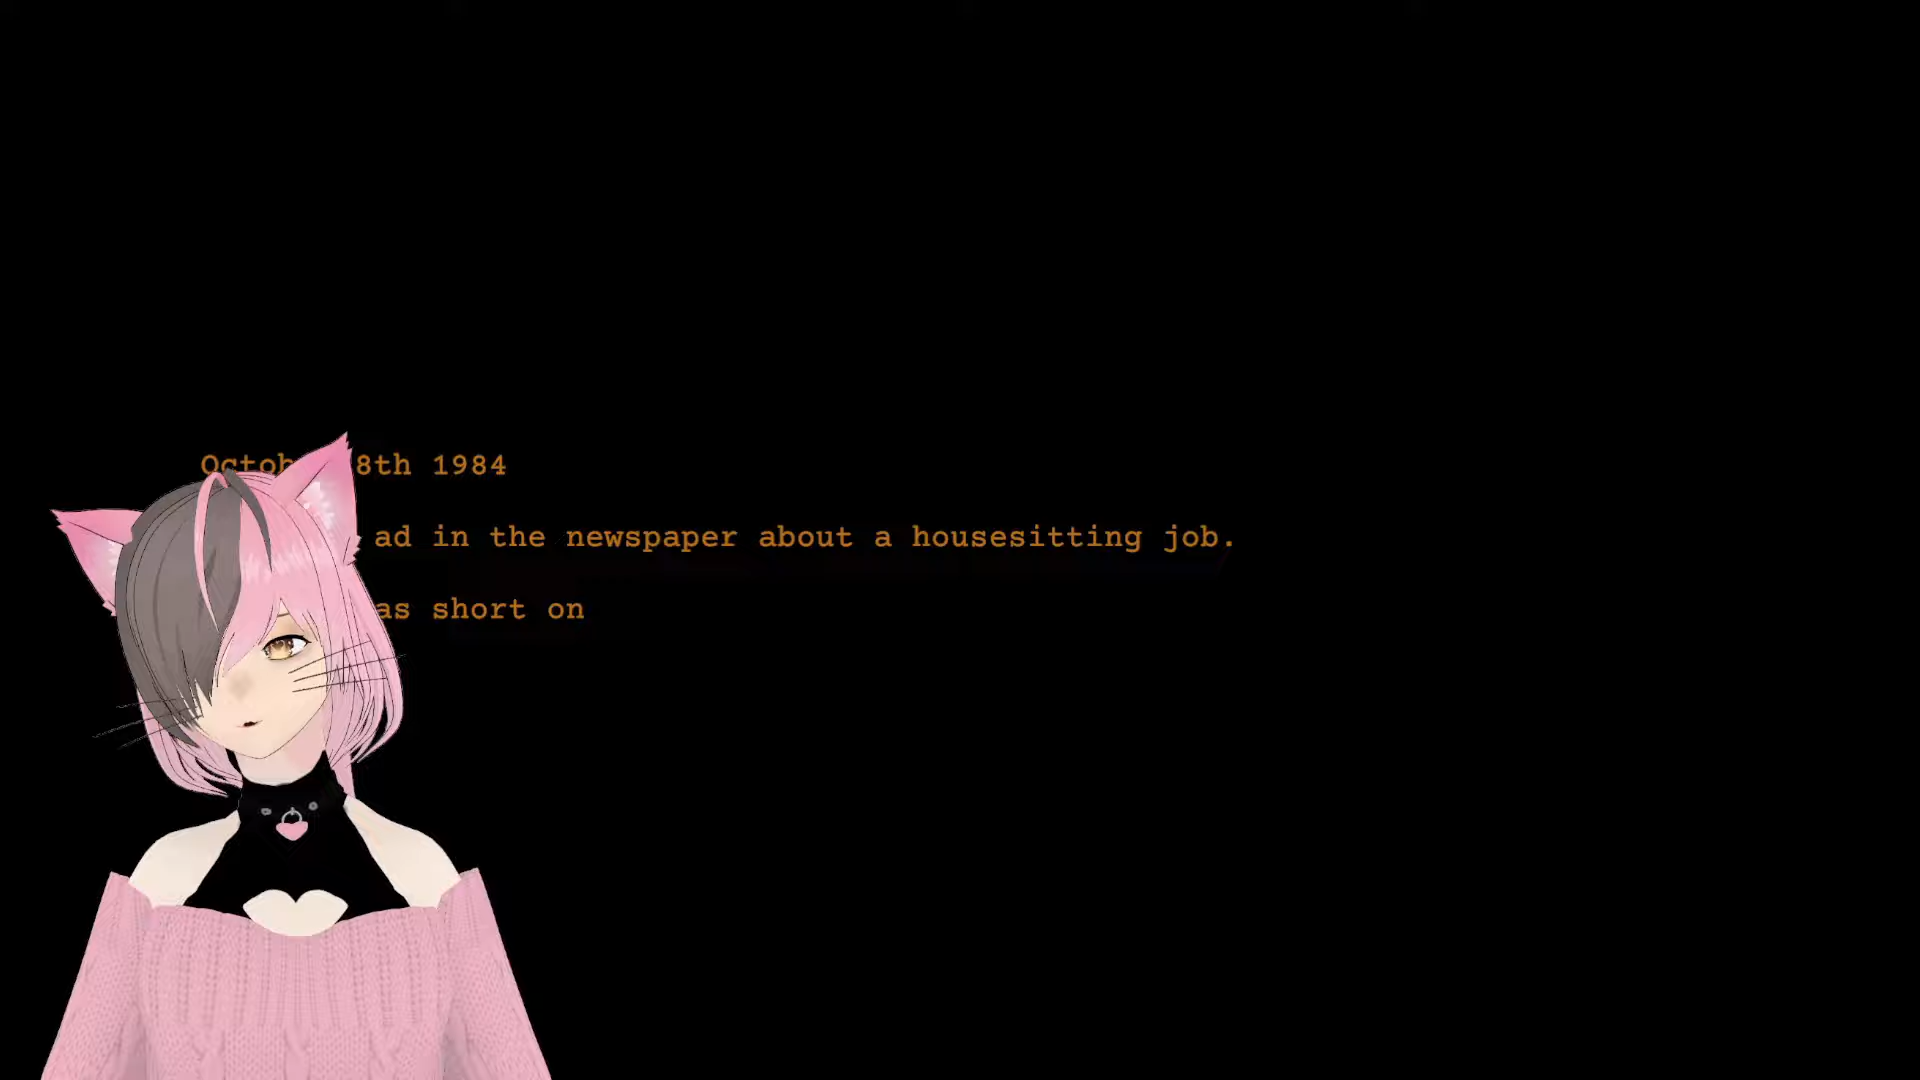 8th 1984
ad in the newspaper about a housesitting job.
as short on